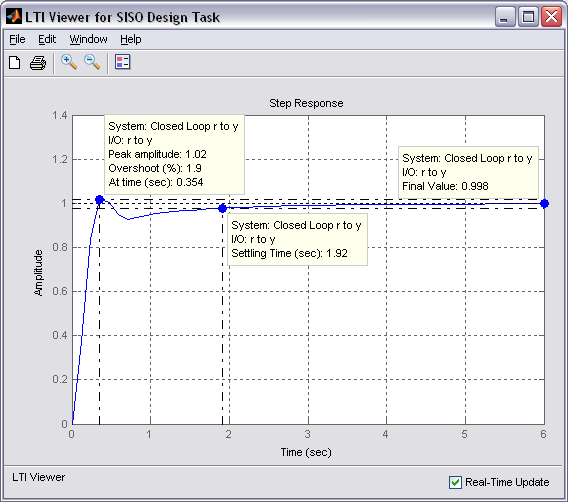 LTI Viewer for SISO Design Task
File Edit Window Help
Step Response
System: Closed Loop r to y
I/O: r to y
Peak amplitude: 1.02
Overshoot (%): 1.9
At time (sec): 0.354
System: Closed Loop r to y
I/O: r to y
Final Value: 0.998
System: Closed Loop r to y
I/O: r to y
Settling Time (sec): 1.92
Amplitude
1.4
1.2
1
0.8
0.6
0.4
0.2
0
0 1 2 3 4 5 6
Time (sec)
LTI Viewer
Real-Time Update